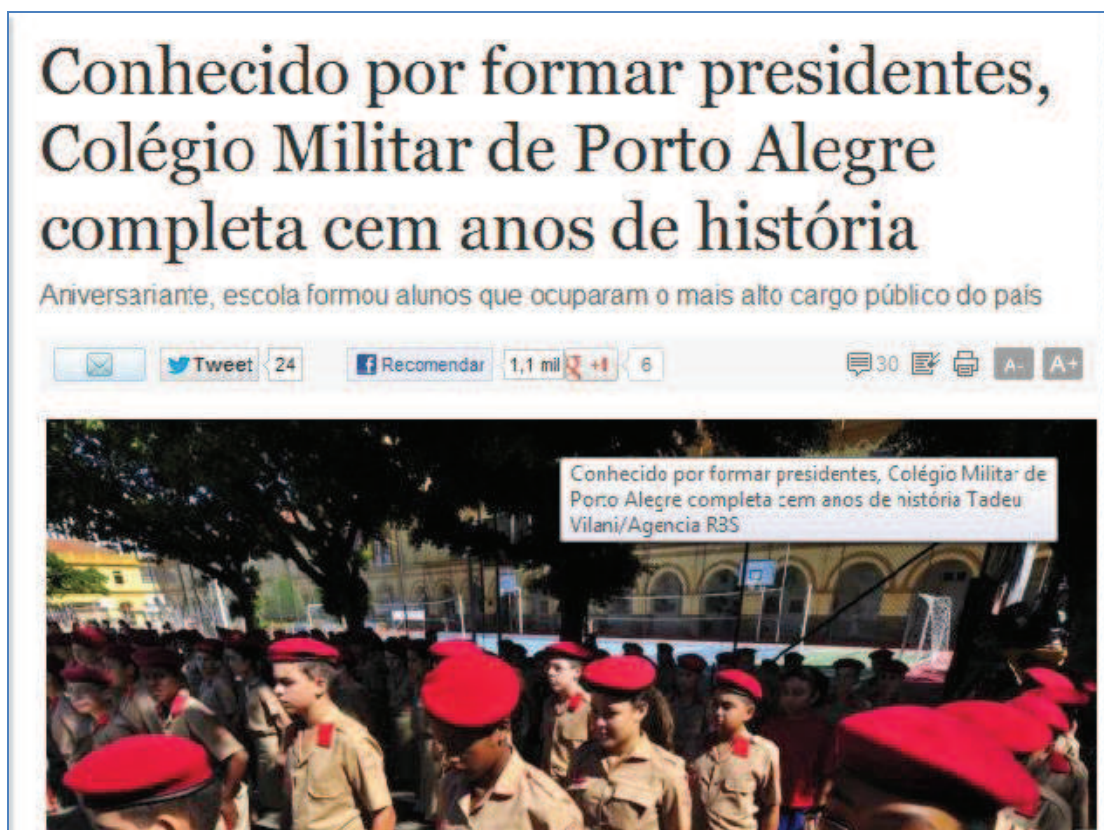 Conhecido por formar presidentes,
Colégio Militar de Porto Alegre
completa cem anos de história
Aniversariante, escola formou alunos que ocuparam o mais alto cargo público do país
Tweet 24 Recomendar 1,1 mil +1 6 30 A- A+
Conhecido por formar presidentes, Colégio Militar de
Porto Alegre completa cem anos de história Tadeu
Vilani/Agencia RBS